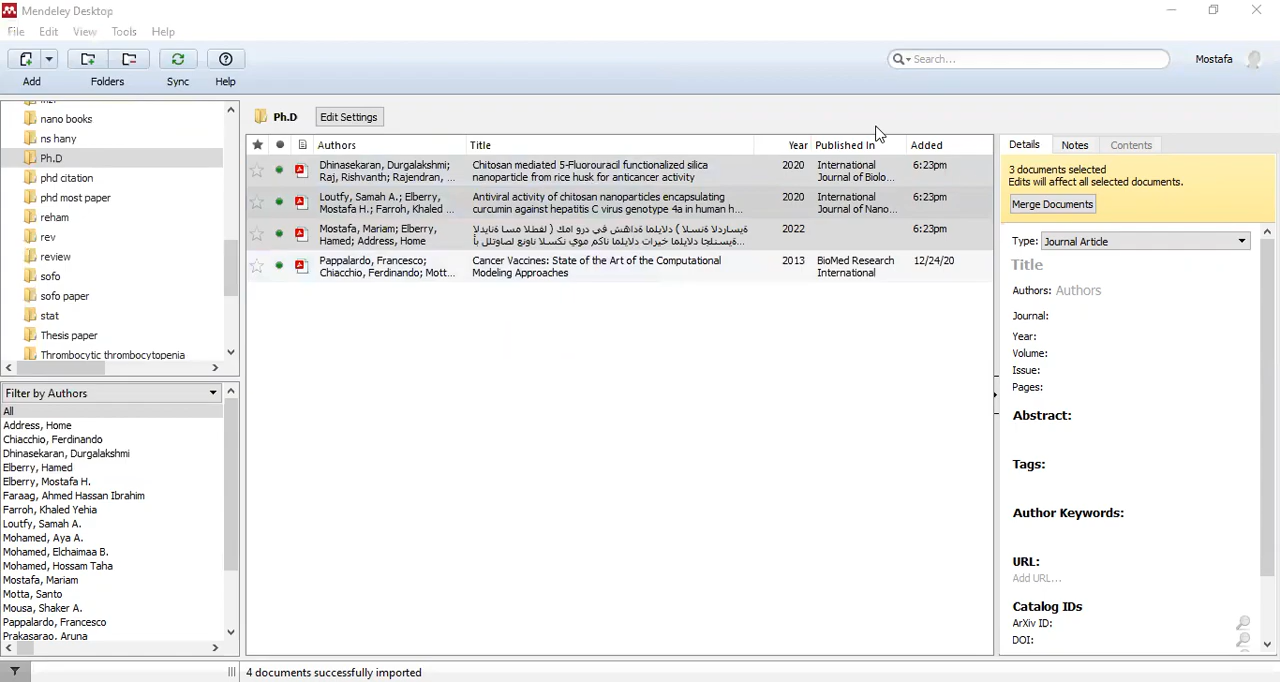 Mendeley Desktop
File Edit View Tools Help
Add Folders Sync Help
Search...
Mostafa
nano books
ns hany
Ph.D
phd citation
phd most paper
reham
rev
review
sofo
sofo paper
stat
Thesis paper
Thrombocytic thrombocytopenia
Filter by Authors
All
Address, Home
Chiacchio, Ferdinando
Dhinasekaran, Durgalakshmi
Elberry, Hamed
Elberry, Mostafa H.
Faraag, Ahmed Hassan Ibrahim
Farroh, Khaled Yehia
Loutfy, Samah A.
Mohamed, Aya A.
Mohamed, Elchaimaa B.
Mohamed, Hossam Taha
Mostafa, Mariam
Motta, Santo
Mousa, Shaker A.
Pappalardo, Francesco
Prakasarao, Aruna
Ph.D Edit Settings
Authors Title Year Published In Added
Dhinasekaran, Durgalakshmi; Chitosan mediated 5-Fluorouracil functionalized silica 2020 International 6:23pm
Raj, Rishvanth; Rajendran, ... nanoparticle from rice husk for anticancer activity Journal of Biolo...
Loutfy, Samah A.; Elberry, Antiviral activity of chitosan nanoparticles encapsulating 2020 International 6:23pm
Mostafa H.; Farroh, Khaled ... curcumin against hepatitis C virus genotype 4a in human h... Journal of Nano...
Mostafa, Mariam; Elberry, 2022 6:23pm
Hamed; Address, Home
Pappalardo, Francesco; Cancer Vaccines: State of the Art of the Computational 2013 BioMed Research 12/24/20
Chiacchio, Ferdinando; Mott... Modeling Approaches International
Details Notes Contents
3 documents selected
Edits will affect all selected documents.
Merge Documents
Type: Journal Article
Title
Authors: Authors
Journal:
Year:
Volume:
Issue:
Pages:
Abstract:
Tags:
Author Keywords:
URL:
Add URL...
Catalog IDs
ArXiv ID:
DOI:
4 documents successfully imported